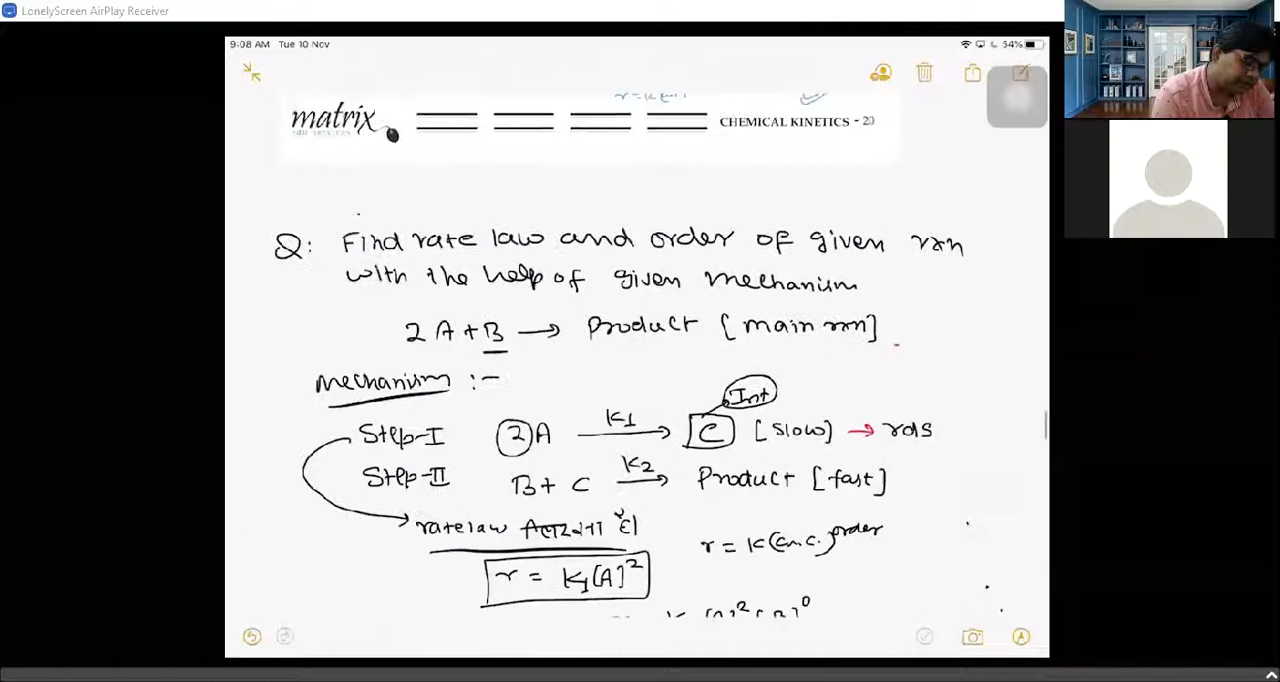 LonelyScreen AirPlay Receiver
9:08 AM Tue 10 Nov
54%
matrix
CHEMICAL KINETICS - 20
Q: Find rate law and order of given rxn
with the help of given mechanism
2A + B → Product [main rxn]
Mechanism :-
Int
Step-I 2A K1 → C [slow] → rds
Step-II B + C K2 → Product [fast]
rate law
r = K(conc.)^order
r = K1[A]^2